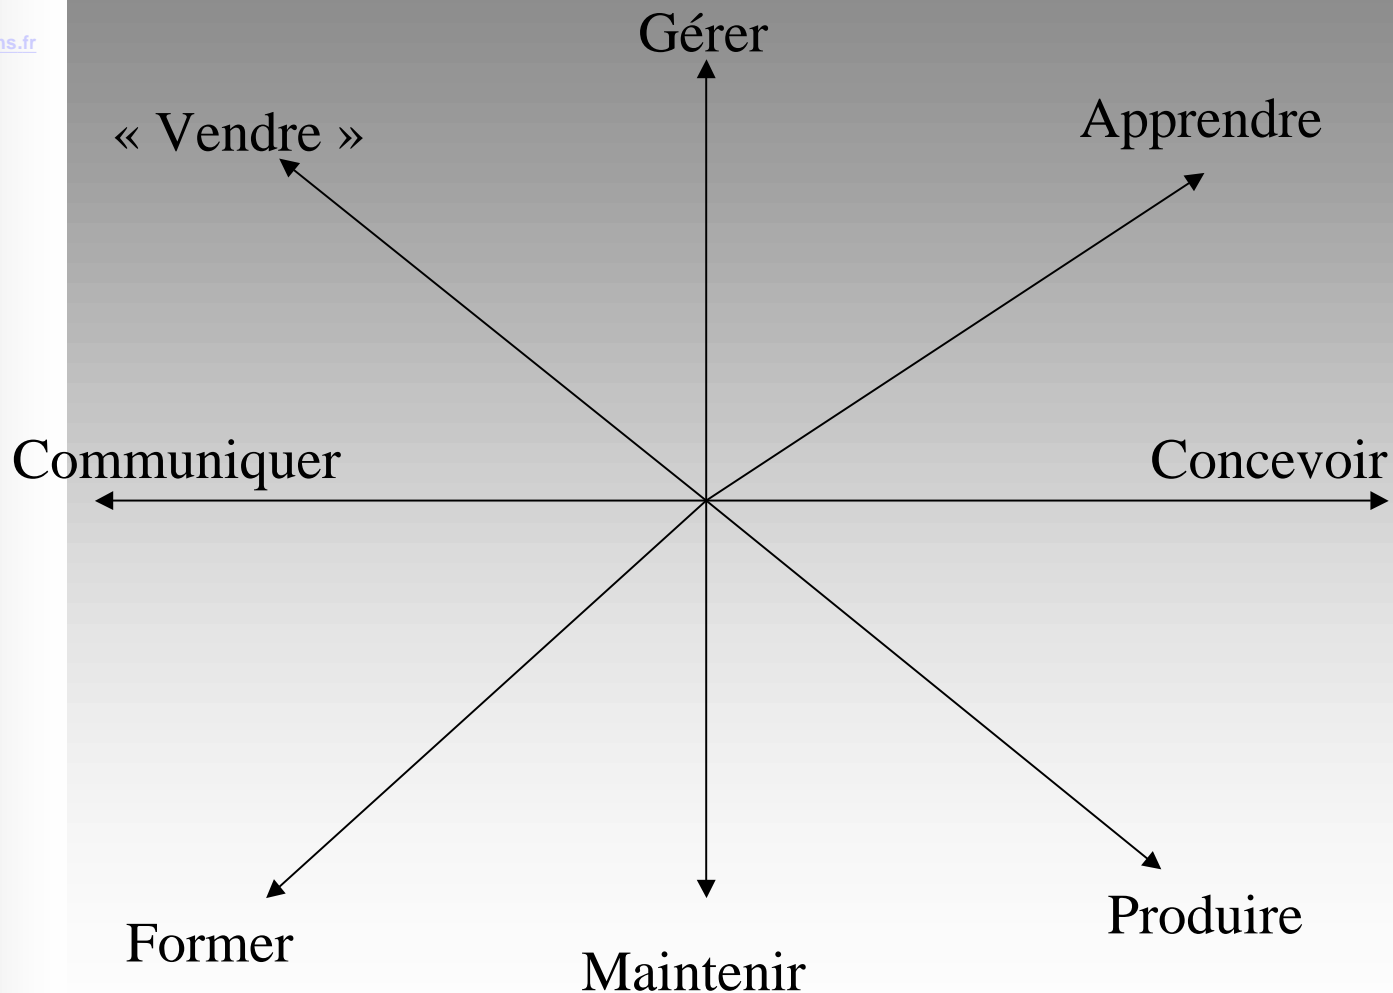 Gérer
ns.fr
« Vendre »
Apprendre
Communiquer
Concevoir
Former
Produire
Maintenir